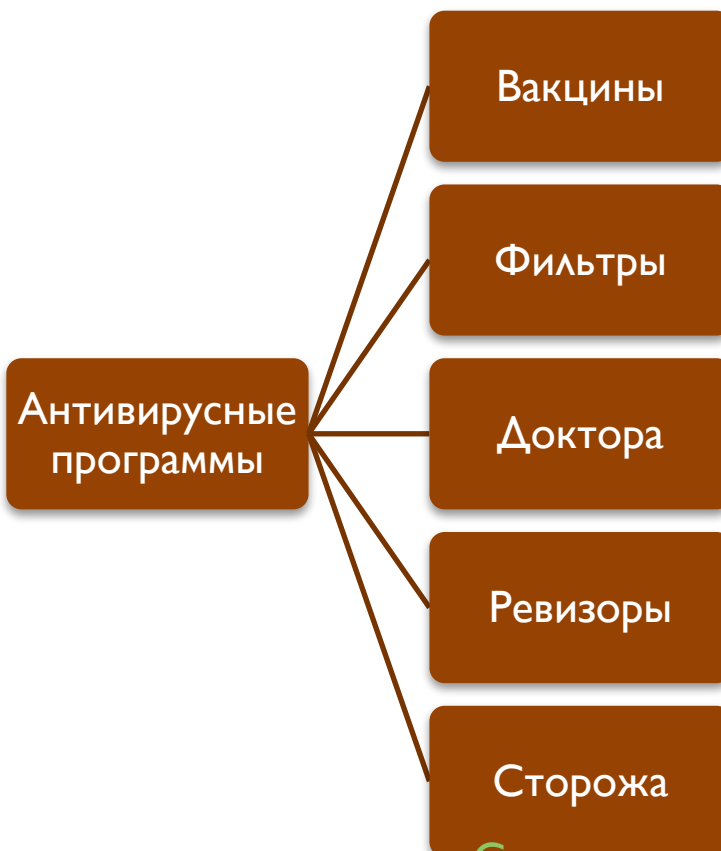 Вакцины
Фильтры
Антивирусные
программы
Доктора
Ревизоры
Сторожа